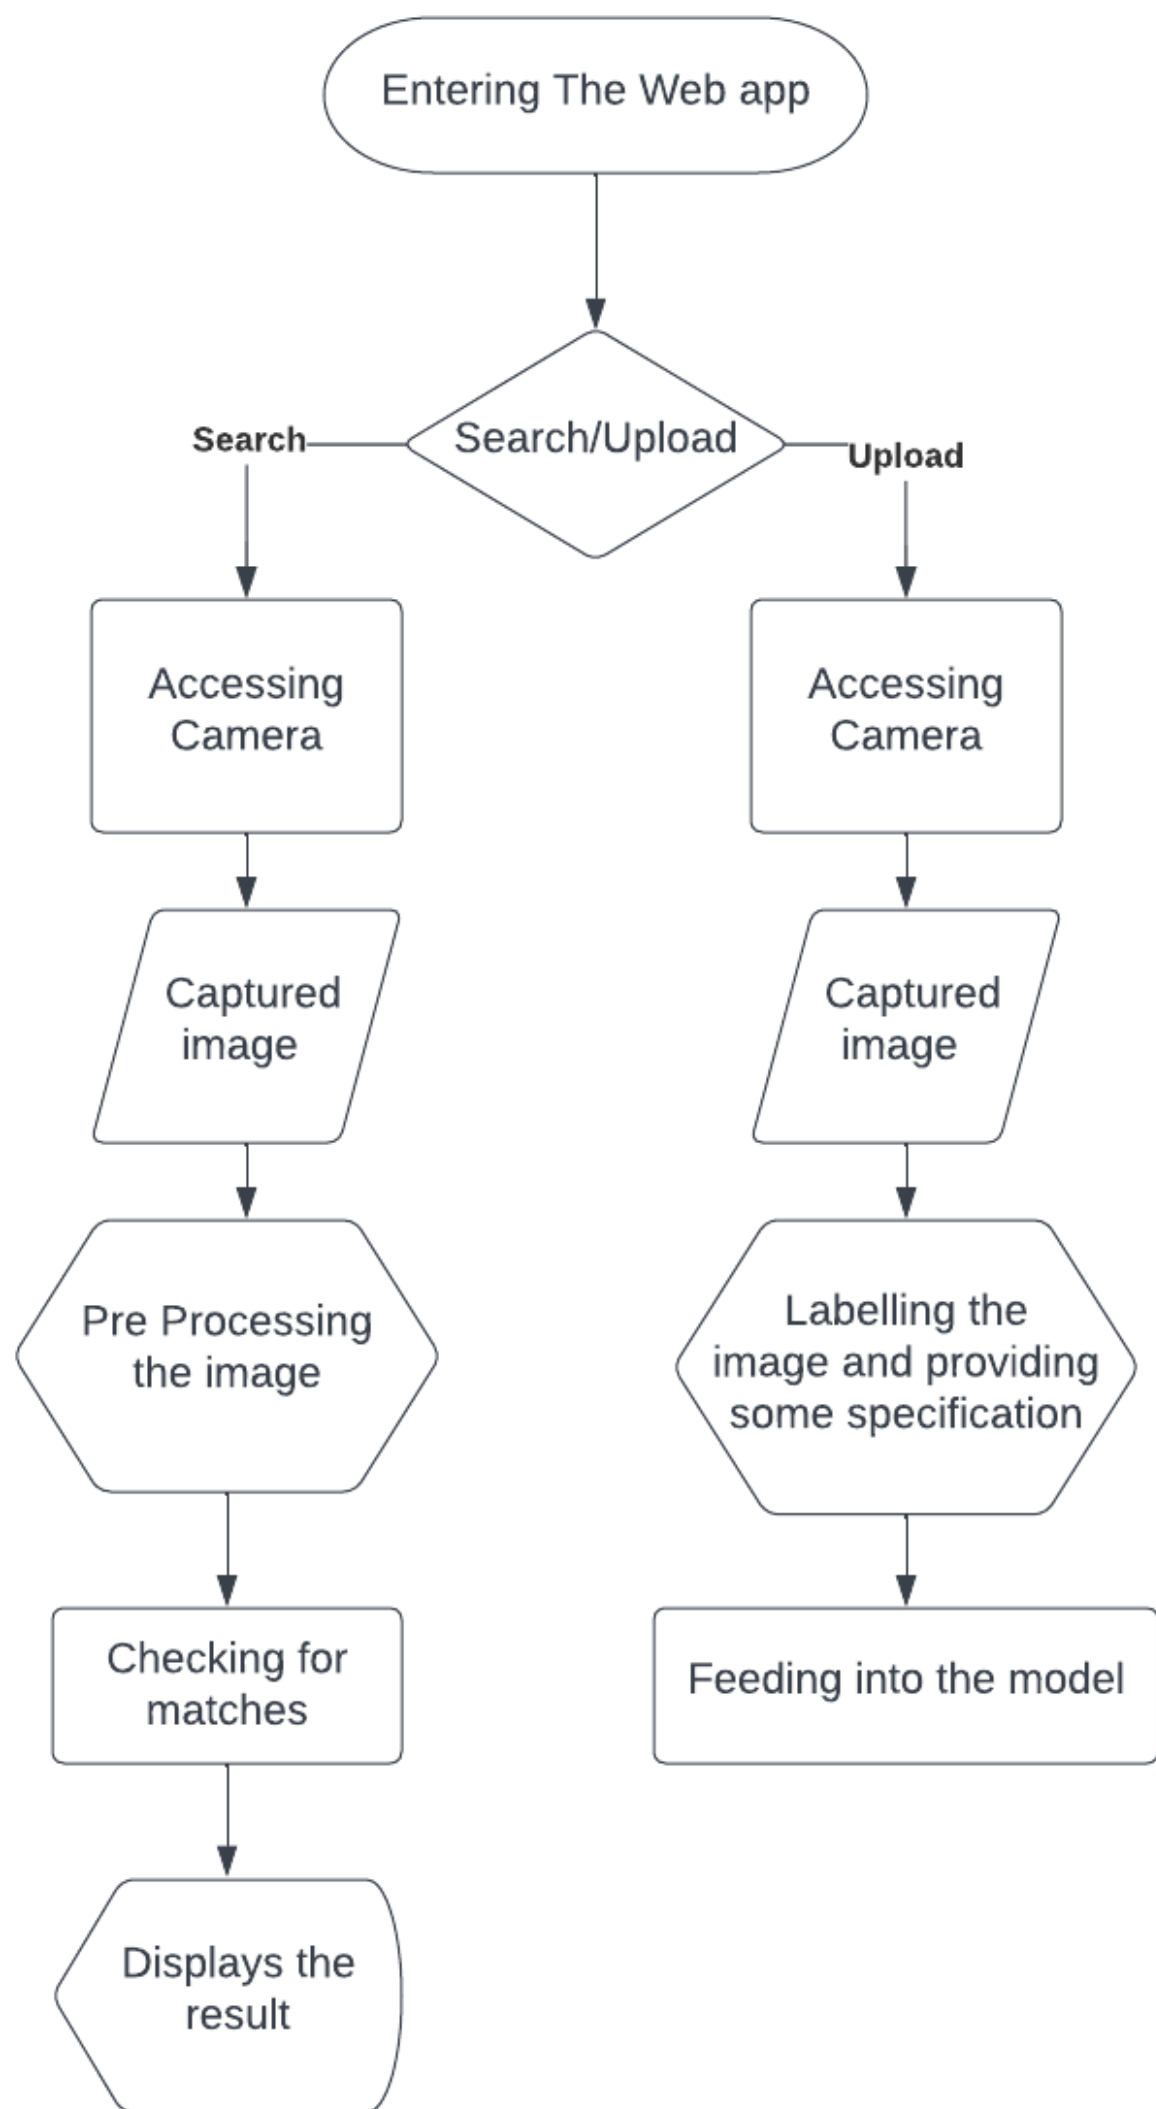 Entering The Web app
Search/Upload
Search
Upload
Accessing
Camera
Accessing
Camera
Captured
image
Captured
image
Pre Processing
the image
Labelling the
image and providing
some specification
Checking for
matches
Feeding into the model
Displays the
result